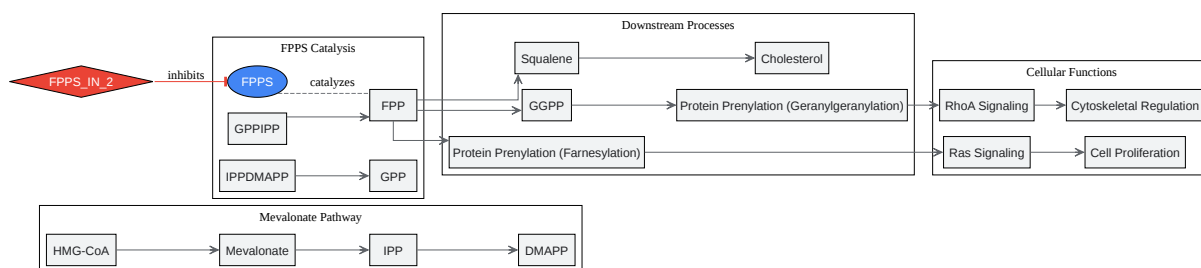 Downstream Processes
FPPS Catalysis
Squalene
Cholesterol
Cellular Functions
FPPS_IN_2
inhibits
FPPS
catalyzes
FPP
GGPP
Protein Prenylation (Geranylgeranylation)
RhoA Signaling
Cytoskeletal Regulation
GPPIPP
Protein Prenylation (Farnesylation)
Ras Signaling
Cell Proliferation
IPPDMAPP
GPP
Mevalonate Pathway
HMG-CoA
Mevalonate
IPP
DMAPP